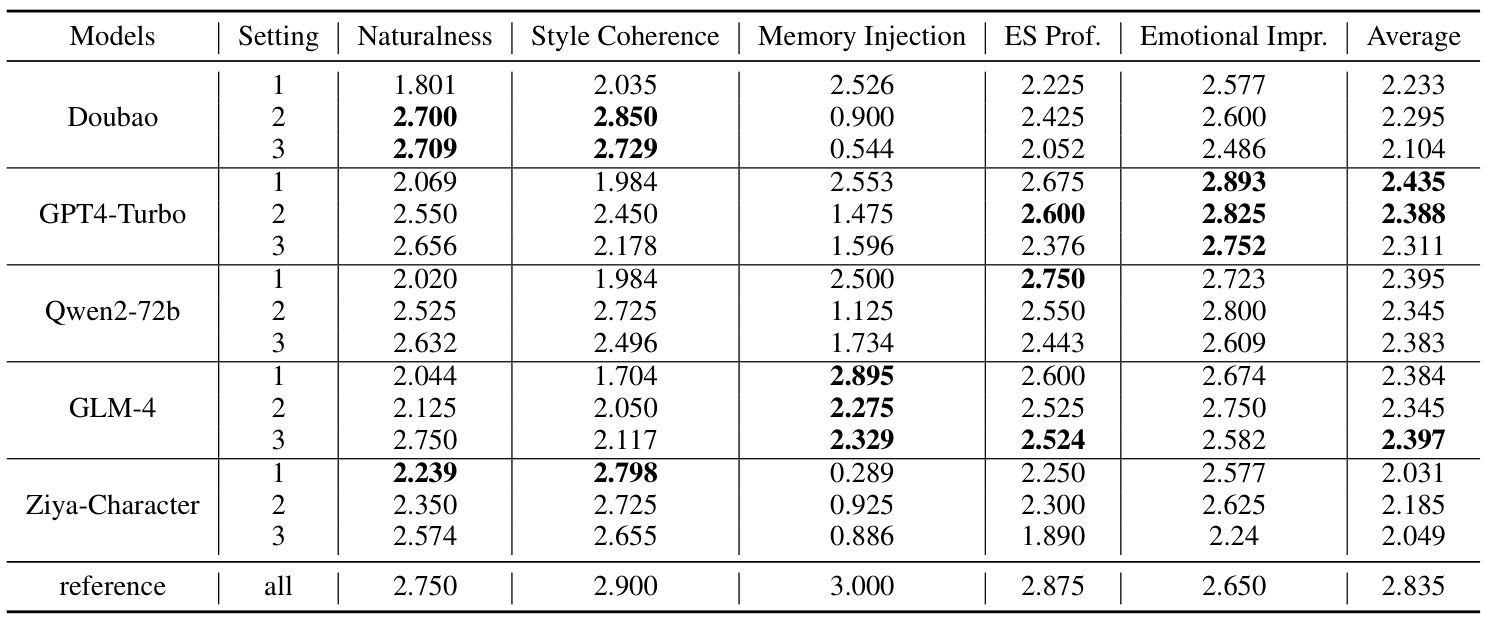 Models Setting Naturalness Style Coherence Memory Injection ES Prof. Emotional Impr. Average
1 1.801 2.035 2.526 2.225 2.577 2.233
Doubao 2 2.700 2.850 0.900 2.425 2.600 2.295
3 2.709 2.729 0.544 2.052 2.486 2.104
1 2.069 1.984 2.553 2.675 2.893 2.435
GPT4-Turbo 2 2.550 2.450 1.475 2.600 2.825 2.388
3 2.656 2.178 1.596 2.376 2.752 2.311
1 2.020 1.984 2.500 2.750 2.723 2.395
Qwen2-72b 2 2.525 2.725 1.125 2.550 2.800 2.345
3 2.632 2.496 1.734 2.443 2.609 2.383
1 2.044 1.704 2.895 2.600 2.674 2.384
GLM-4 2 2.125 2.050 2.275 2.525 2.750 2.345
3 2.750 2.117 2.329 2.524 2.582 2.397
1 2.239 2.798 0.289 2.250 2.577 2.031
Ziya-Character 2 2.350 2.725 0.925 2.300 2.625 2.185
3 2.574 2.655 0.886 1.890 2.24 2.049
reference all 2.750 2.900 3.000 2.875 2.650 2.835